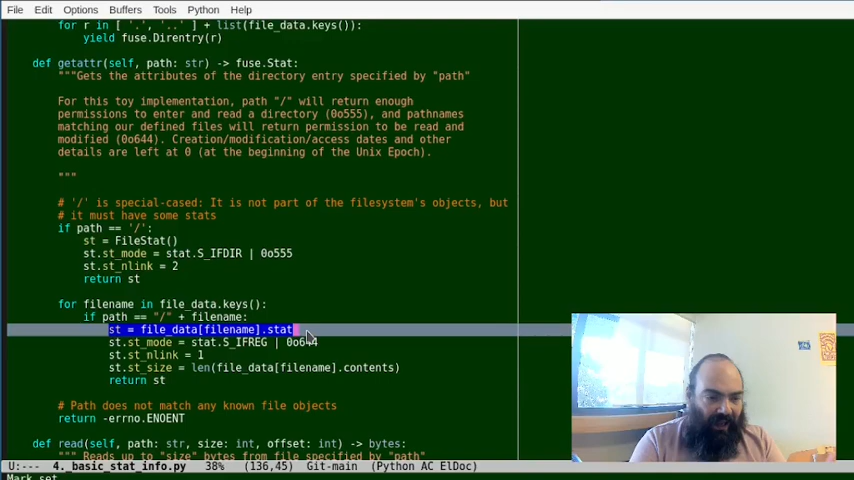 File Edit Options Buffers Tools Python Help
for r in [ '.', '..' ] + list(file_data.keys()):
yield fuse.Direntry(r)
def getattr(self, path: str) -> fuse.Stat:
"""Gets the attributes of the directory entry specified by "path"
For this toy implementation, path "/" will return enough
permissions to enter and read a directory (0o555), and pathnames
matching our defined files will return permission to be read and
modified (0o644). Creation/modification/access dates and other
details are left at 0 (at the beginning of the Unix Epoch).
"""
# '/' is special-cased: It is not part of the filesystem's objects, but
# it must have some stats
if path == '/':
st = FileStat()
st.st_mode = stat.S_IFDIR | 0o555
st.st_nlink = 2
return st
for filename in file_data.keys():
if path == "/" + filename:
st = file_data[filename].stat
st.st_mode = stat.S_IFREG | 0o644
st.st_nlink = 1
st.st_size = len(file_data[filename].contents)
return st
# Path does not match any known file objects
return -errno.ENOENT
def read(self, path: str, size: int, offset: int) -> bytes:
""" Reads up to "size" bytes from file specified by "path"
U:--- 4._basic_stat_info.py 38% (136,45) Git-main (Python AC ElDoc)
Mark set